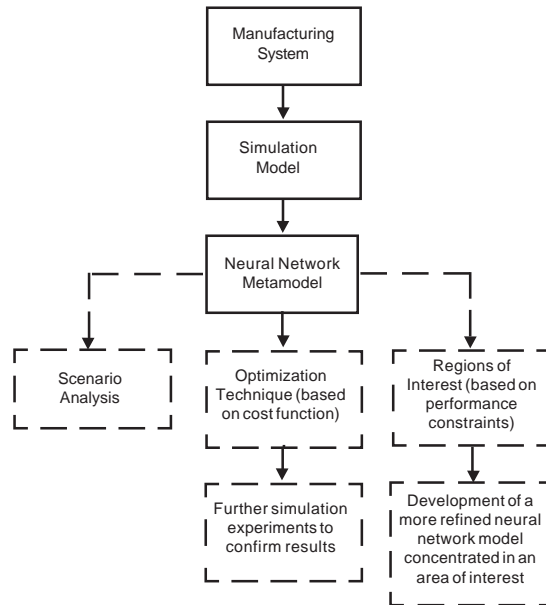 Manufacturing
System
Simulation
Model
Neural Network
Metamodel
Scenario
Analysis
Optimization
Technique (based
on cost function)
Regions of
Interest (based on
performance
constraints)
Further simulation
experiments to
confirm results
Development of a
more refined neural
network model
concentrated in an
area of interest